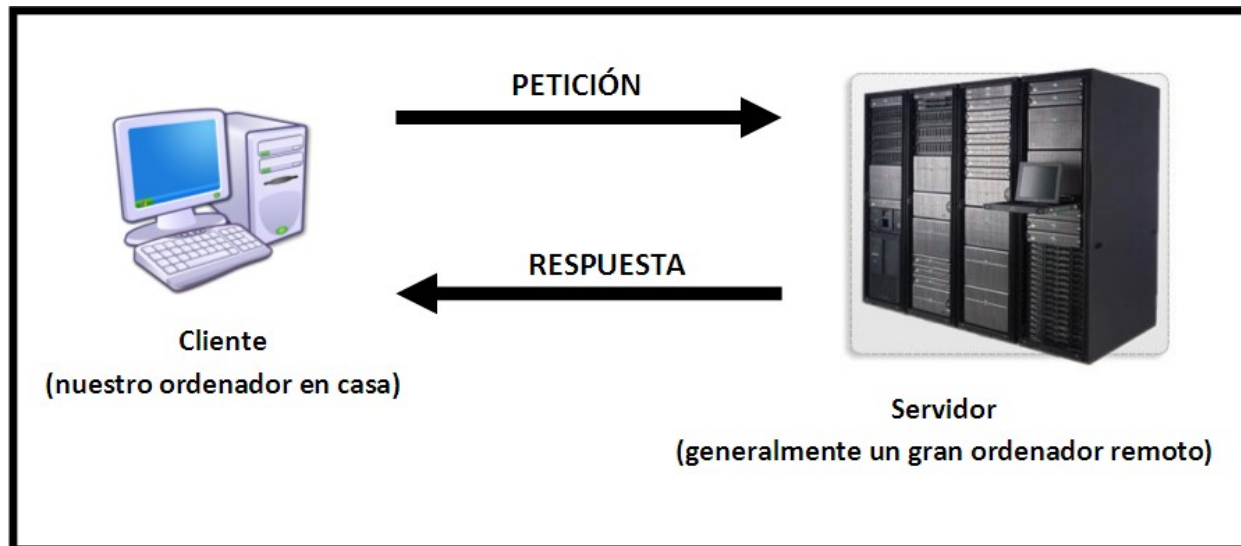 PETICIÓN
RESPUESTA
Cliente
(nuestro ordenador en casa)
Servidor
(generalmente un gran ordenador remoto)